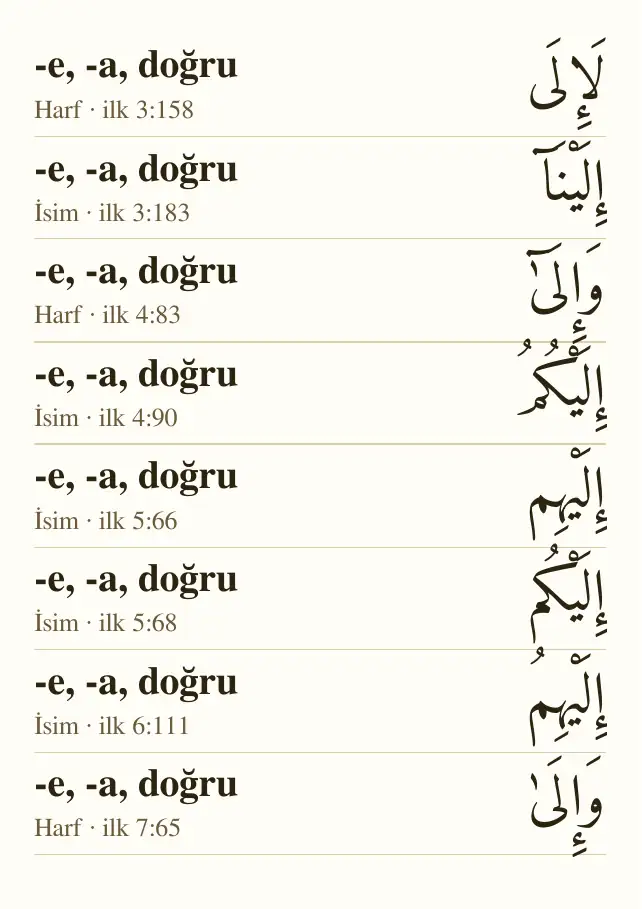 -e, -a, doğru لَإِلَى
Harf · ilk 3:158
-e, -a, doğru إِلَيْنَآ
İsim · ilk 3:183
-e, -a, doğru وَإِلَىٰٓ
Harf · ilk 4:83
-e, -a, doğru إِلَيْكُمُ
İsim · ilk 4:90
-e, -a, doğru إِلَيْهِم
İsim · ilk 5:66
-e, -a, doğru إِلَيْكُم
İsim · ilk 5:68
-e, -a, doğru إِلَيْهِمُ
İsim · ilk 6:111
-e, -a, doğru وَإِلَىٰ
Harf · ilk 7:65